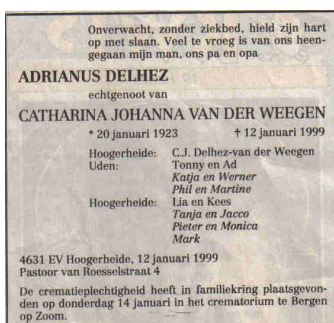 Onverwacht, zonder ziekbed, hield zijn hart
op met slaan. Veel te vroeg is van ons heen-
gegaan mijn man, ons pa en opa
ADRIANUS DELHEZ
echtgenoot van
CATHARINA JOHANNA VAN DER WEEGEN
* 20 januari 1923 † 12 januari 1999
Hoogerheide: C.J. Delhez-van der Weegen
Uden: Tonny en Ad
Katja en Werner
Phil en Martine
Hoogerheide: Lia en Kees
Tanja en Jacco
Pieter en Monica
Mark
4631 EV Hoogerheide, 12 januari 1999
Pastoor van Roesselstraat 4
De crematieplechtigheid heeft in familiekring plaatsgevon-
den op donderdag 14 januari in het crematorium te Bergen
op Zoom.